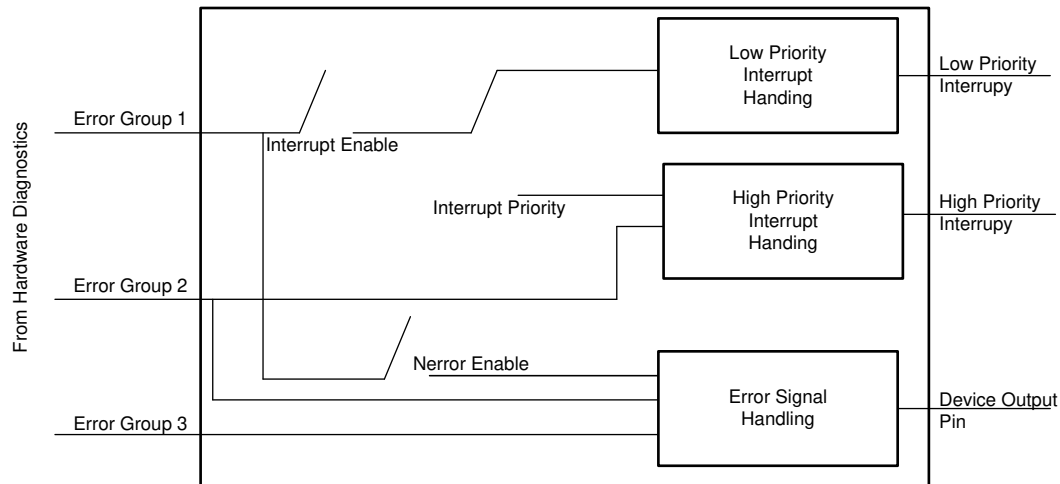 From Hardware Diagnostics
Error Group 1
Interrupt Enable
Low Priority
Interrupt
Handing
Low Priority
Interrupy
Interrupt Priority
High Priority
Interrupt
Handing
High Priority
Interrupy
Error Group 2
Nerror Enable
Error Signal
Handling
Device Output
Pin
Error Group 3